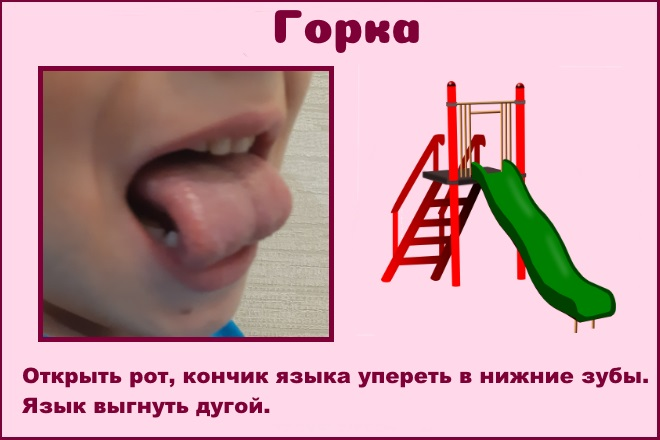 Горка
Открыть рот, кончик языка упереть в нижние зубы.
Язык выгнуть дугой.